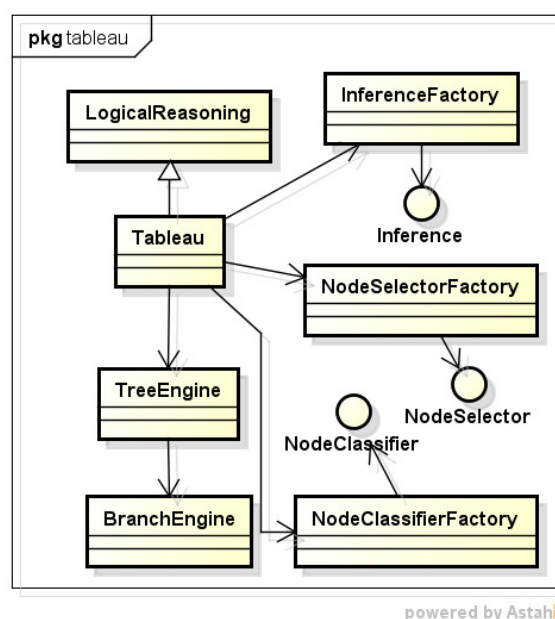 pkg tableau
LogicalReasoning
InferenceFactory
Inference
Tableau
NodeSelectorFactory
TreeEngine
NodeSelector
NodeClassifier
BranchEngine
NodeClassifierFactory
powered by Astah